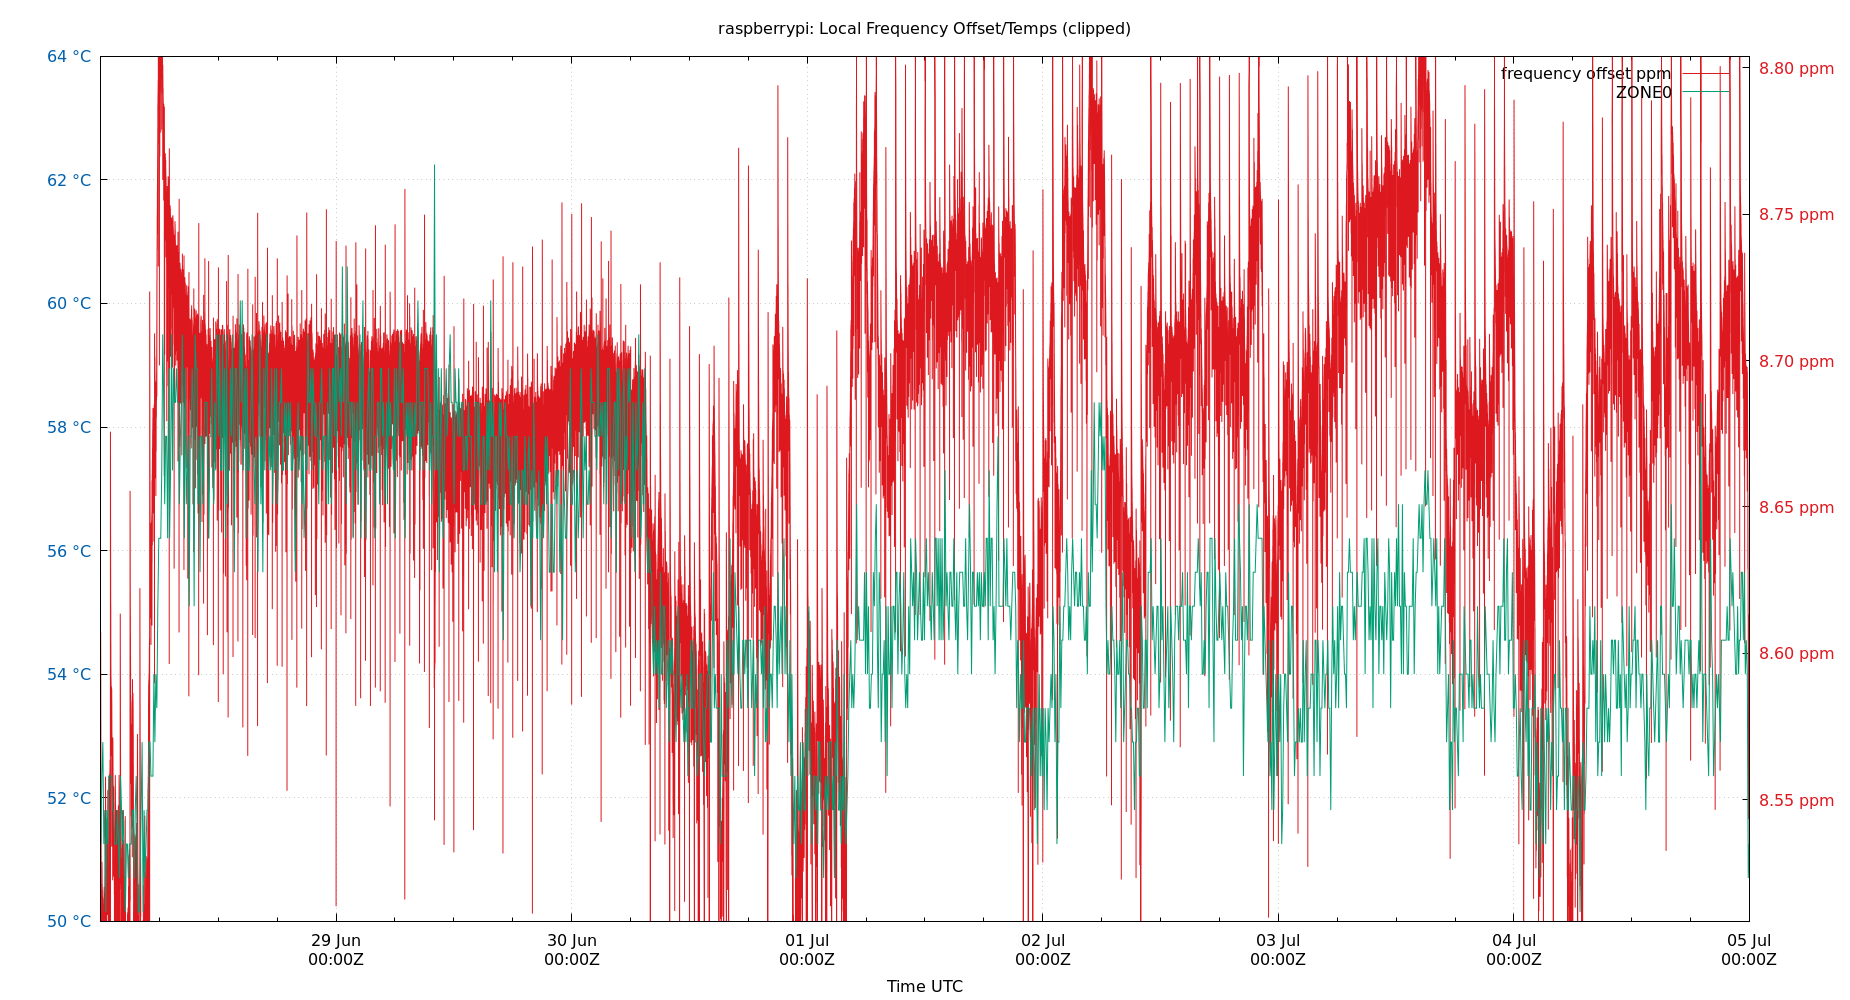 raspberrypi: Local Frequency Offset/Temps (clipped)
64 °C
62 °C
60 °C
58 °C
56 °C
54 °C
52 °C
50 °C
frequency offset ppm
ZONE0
8.80 ppm
8.75 ppm
8.70 ppm
8.65 ppm
8.60 ppm
8.55 ppm
29 Jun
00:00Z
30 Jun
00:00Z
01 Jul
00:00Z
02 Jul
00:00Z
03 Jul
00:00Z
04 Jul
00:00Z
05 Jul
00:00Z
Time UTC